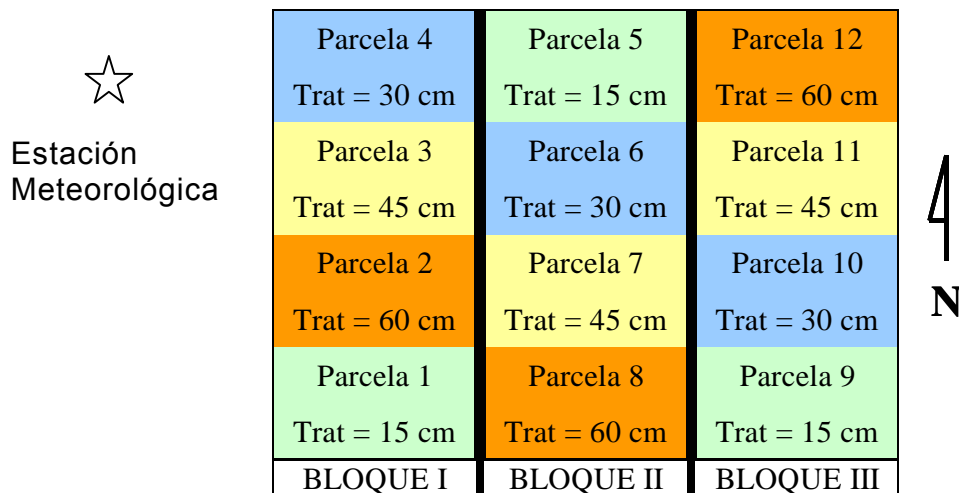 Parcela 4
Trat = 30 cm
Parcela 5
Trat = 15 cm
Parcela 12
Trat = 60 cm
Estación
Meteorológica
Parcela 3
Trat = 45 cm
Parcela 6
Trat = 30 cm
Parcela 11
Trat = 45 cm
Parcela 2
Trat = 60 cm
Parcela 7
Trat = 45 cm
Parcela 10
Trat = 30 cm
N
Parcela 1
Trat = 15 cm
Parcela 8
Trat = 60 cm
Parcela 9
Trat = 15 cm
BLOQUE I
BLOQUE II
BLOQUE III